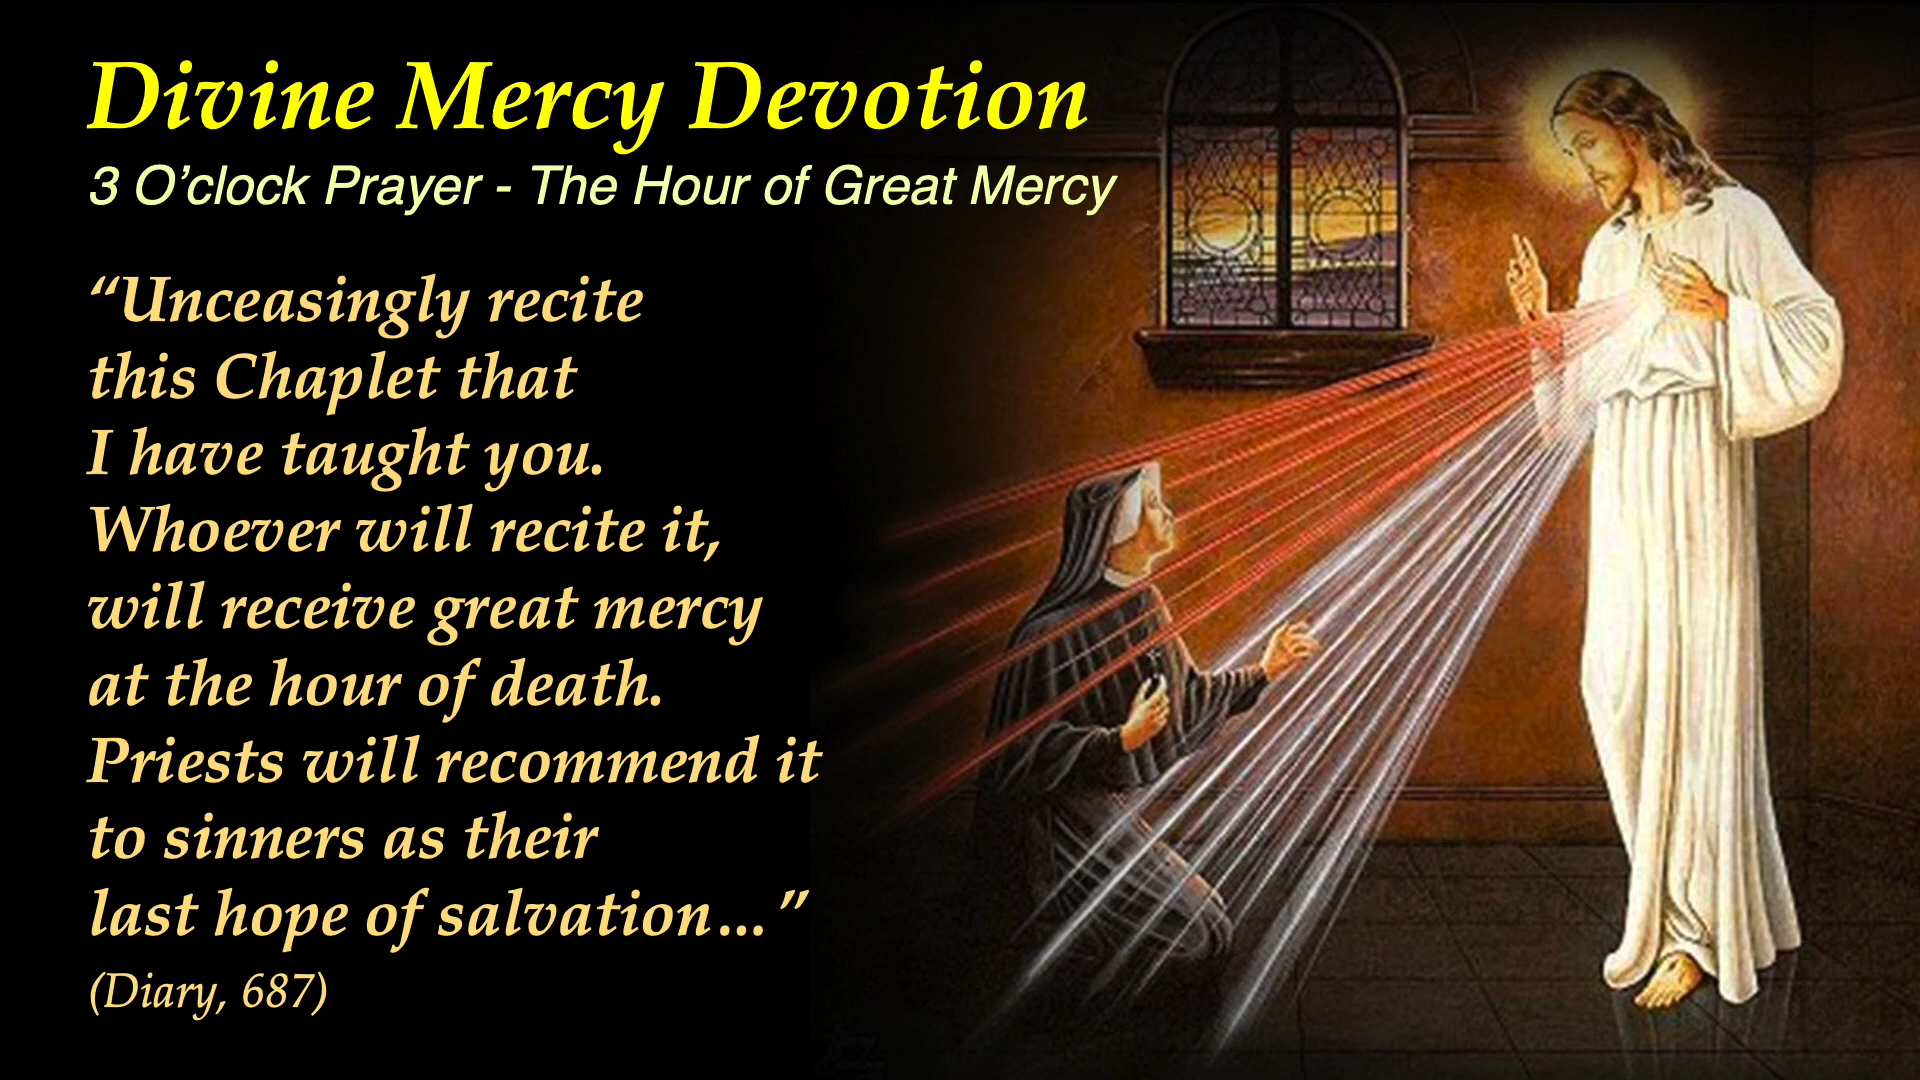 Divine Mercy Devotion
3 O’clock Prayer - The Hour of Great Mercy
“Unceasingly recite
this Chaplet that
I have taught you.
Whoever will recite it,
will receive great mercy
at the hour of death.
Priests will recommend it
to sinners as their
last hope of salvation…”
(Diary, 687)